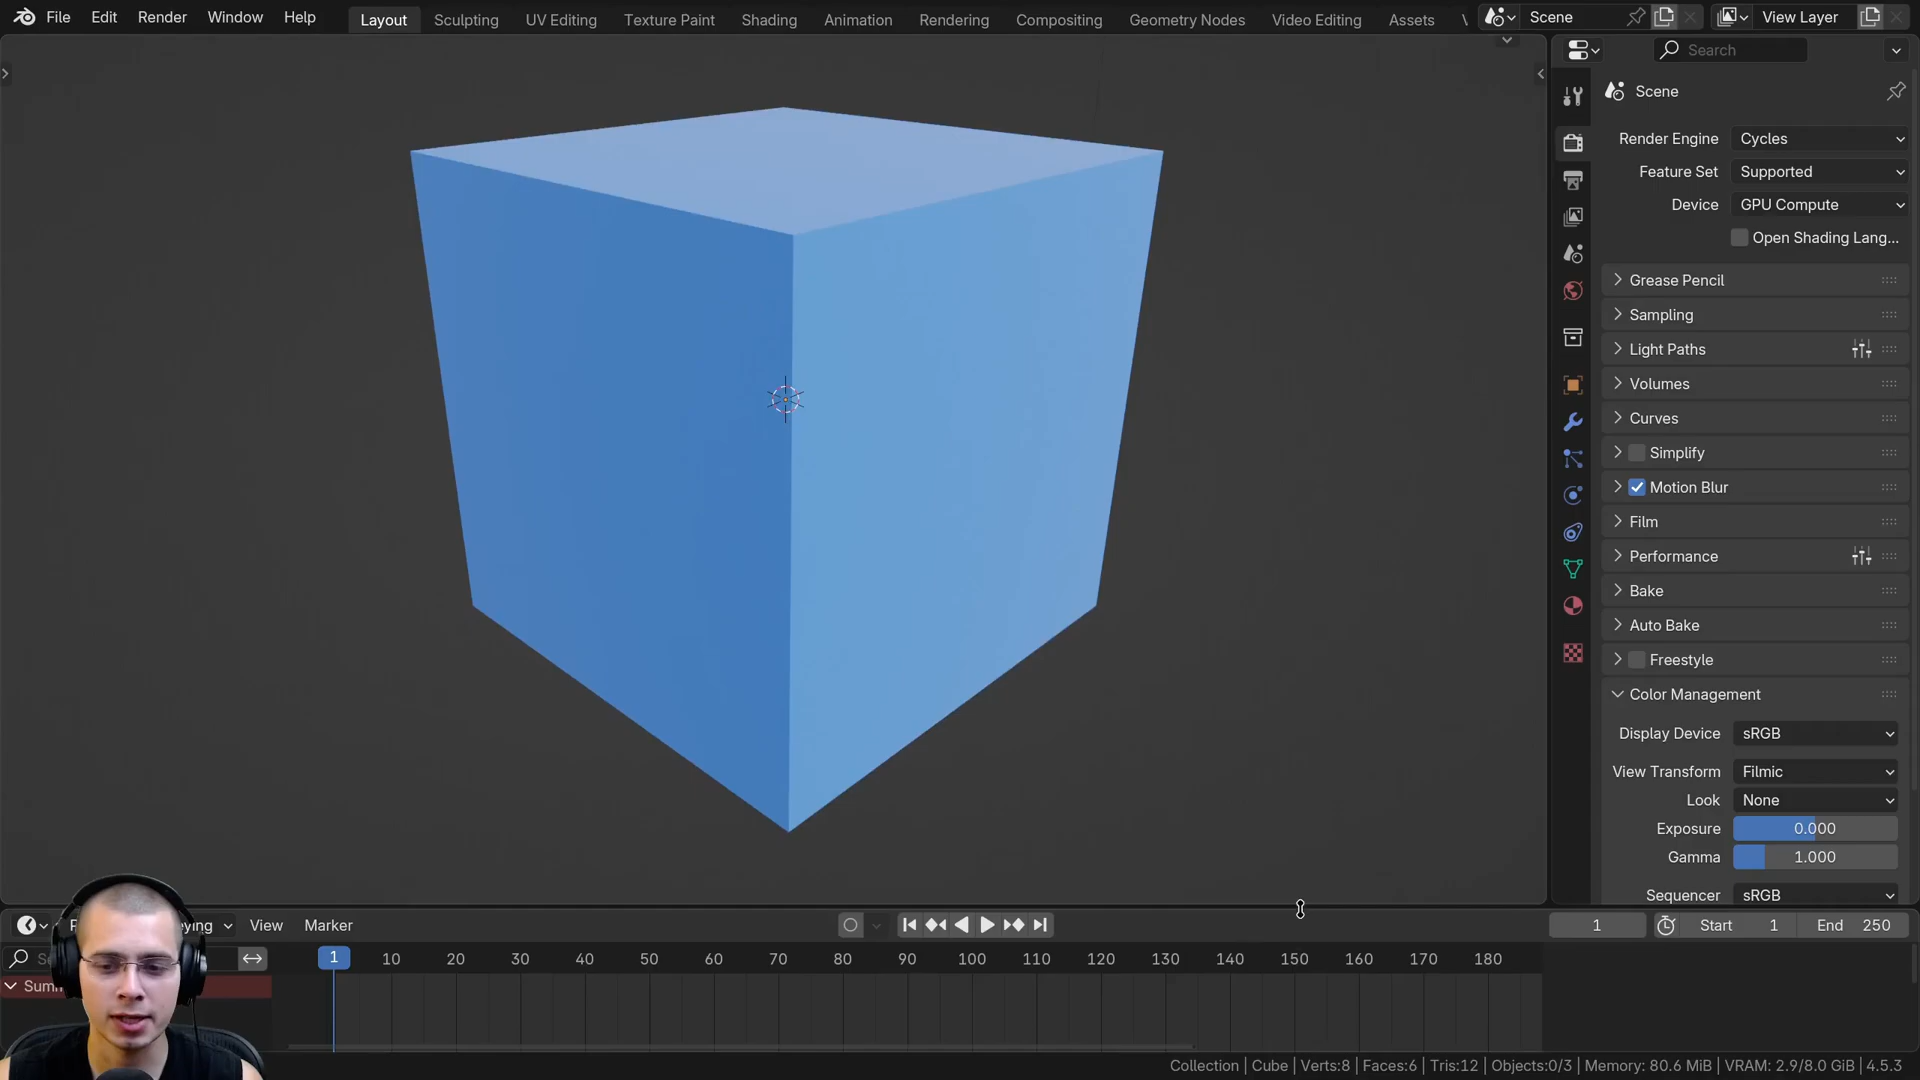 File Edit Render Window Help Layout Sculpting UV Editing Texture Paint Shading Animation Rendering Compositing Geometry Nodes Video Editing Assets Scene View Layer
Search
Scene
Render Engine Cycles
Feature Set Supported
Device GPU Compute
Open Shading Lang...
Grease Pencil
Sampling
Light Paths
Volumes
Curves
Simplify
Motion Blur
Film
Performance
Bake
Auto Bake
Freestyle
Color Management
Display Device sRGB
View Transform Filmic
Look None
Exposure 0.000
Gamma 1.000
Sequencer sRGB
View Marker 1 Start 1 End 250
1 10 20 30 40 50 60 70 80 90 100 110 120 130 140 150 160 170 180
Collection | Cube | Verts:8 | Faces:6 | Tris:12 | Objects:0/3 | Memory: 80.6 MiB | VRAM: 2.9/8.0 GiB | 4.5.3